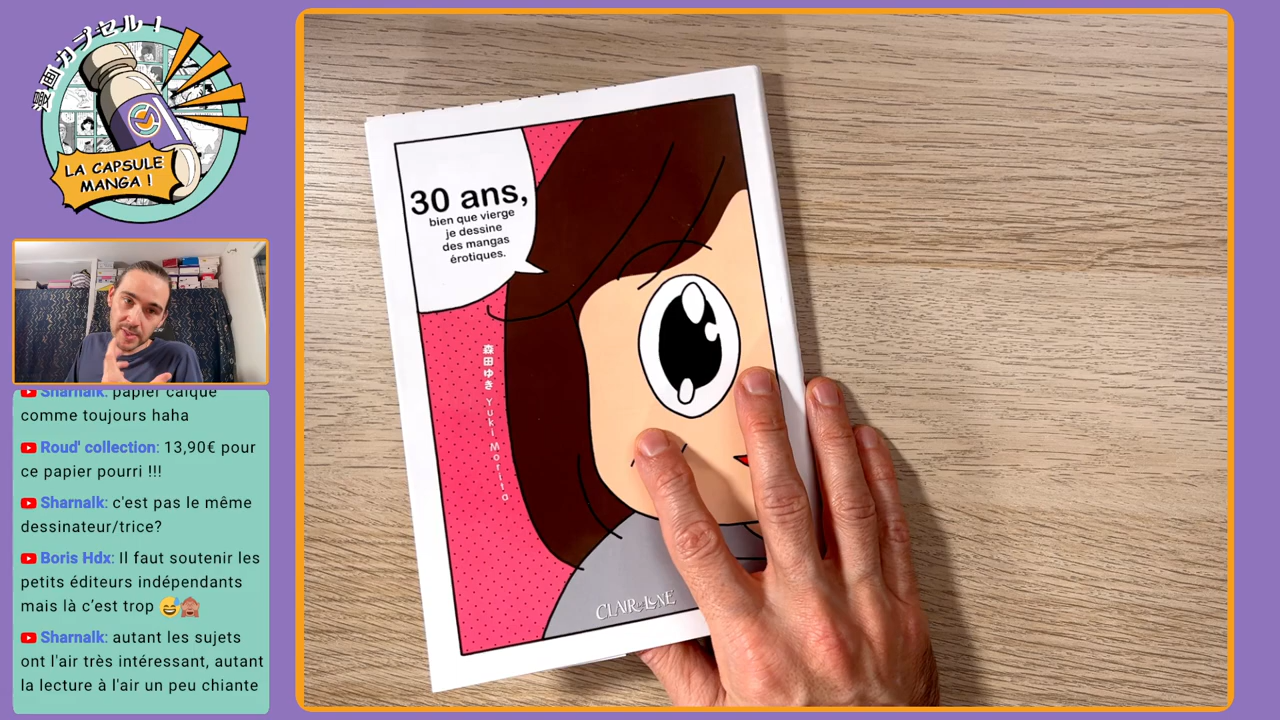 漫画カプセル！
LA CAPSULE
MANGA !
Sharnalk: papier calque
comme toujours haha
Roud' collection: 13,90€ pour
ce papier pourri !!!
Sharnalk: c'est pas le même
dessinateur/trice?
Boris Hdx: Il faut soutenir les
petits éditeurs indépendants
mais là c’est trop 😅🙈
Sharnalk: autant les sujets
ont l'air très intéressant, autant
la lecture à l'air un peu chiante
30 ans,
bien que vierge
je dessine
des mangas
érotiques.
森田ゆき Yuki Morita
CLAIR DE LUNE